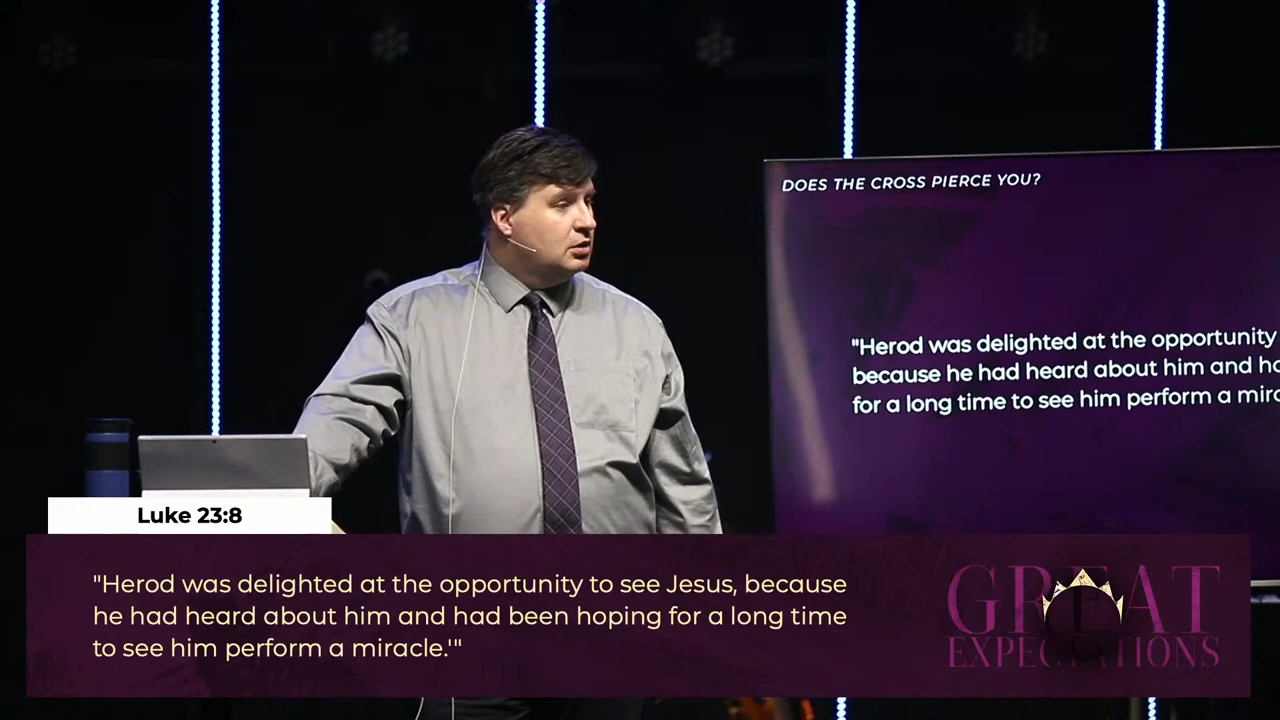 DOES THE CROSS PIERCE YOU?
"Herod was delighted at the opportunity
because he had heard about him and
for a long time to see him perform a
Luke 23:8
"Herod was delighted at the opportunity to see Jesus, because
he had heard about him and had been hoping for a long time
to see him perform a miracle.'"
GREAT
EXPECTATIONS